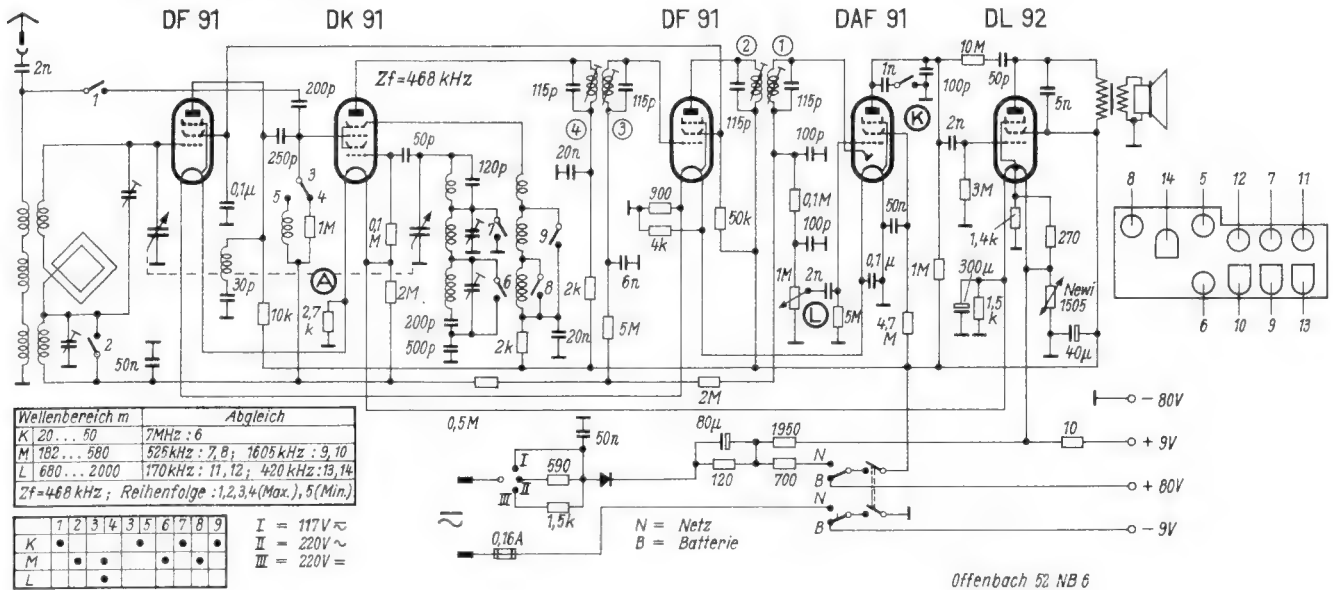 DF 91 DK 91 DF 91 DAF 91 DL 92
2n
1
200p
Zf = 468 kHz
115p
115p
4
3
2
1
115p
115p
1n
K
100p
10M
50p
5n
250p
50p
120p
20n
100p
2n
0,1µ
3
5 4
1M
0,1 M
7
9
900
4k
50k
0,1M
100p
50n
3M
1,4k
270
A
2M
6
8
6n
1M
2n
L
0,1 µ
1M
300µ
1,5 k
Newi 1505
30p
2
50n
10k
2,7 k
200p
500p
2k
20n
2k
5M
5M
4,7 M
40µ
0,5 M
2M
8 14 5 12 7 11
6 10 9 13
Wellenbereich m Abgleich
K 20...50 7MHz : 6
M 182...580 525kHz : 7,8; 1605 kHz : 9,10
L 680...2000 170kHz : 11,12; 420 kHz :13,14
Zf=468 kHz ; Reihenfolge :1,2,3,4(Max.),5(Min.)
1 2 3 4 3 5 6 7 8 9
K
M
L
I = 117V ≂
II = 220V ~
III = 220V =
50n
I
II
III
590
1,5k
0,16A
80µ
120
1950
700
N
B
N
B
N = Netz
B = Batterie
10
– 80V
+ 9V
+ 80V
– 9V
Offenbach 52 NB 6